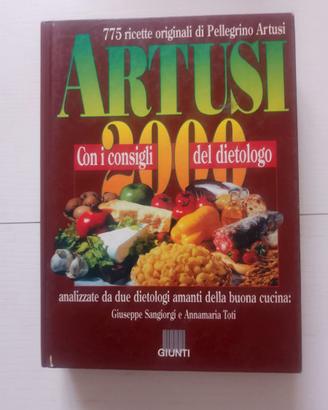 775 ricette originali di Pellegrino Artusi
ARTUSI
2000
Con i consigli del dietologo
analizzate da due dietologi amanti della buona cucina:
Giuseppe Sangiorgi e Annamaria Toti
GIUNTI